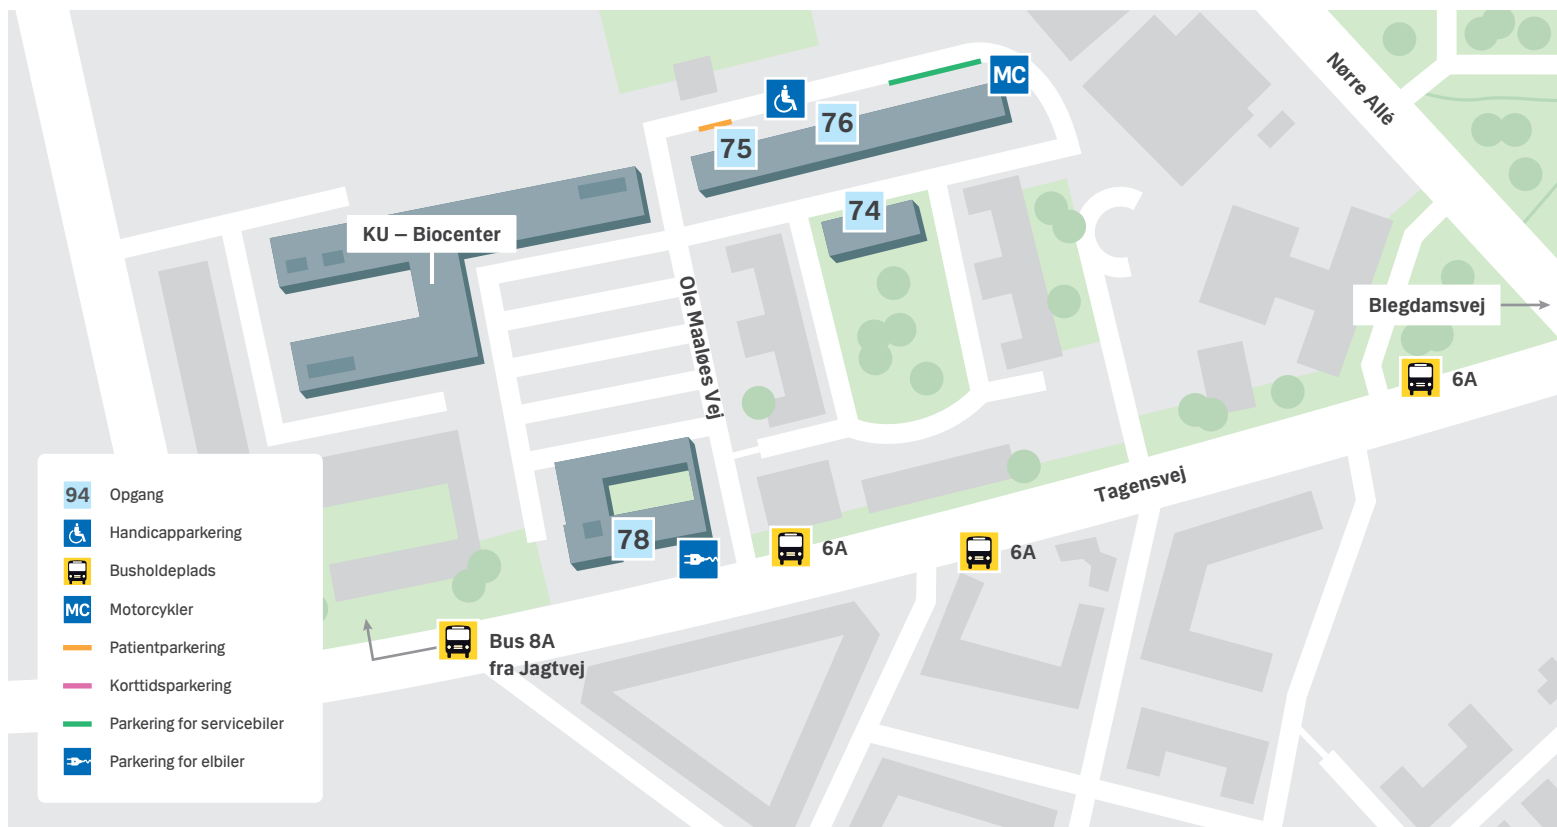 MC
Nørre Allé
76
75
74
KU – Biocenter
Ole Maaløes Vej
Blegdamsvej
6A
Tagensvej
78
6A
6A
Bus 8A
fra Jagtvej
94 Opgang
Handicapparkering
Busholdeplads
MC Motorcykler
Patientparkering
Korttidsparkering
Parkering for servicebiler
Parkering for elbiler